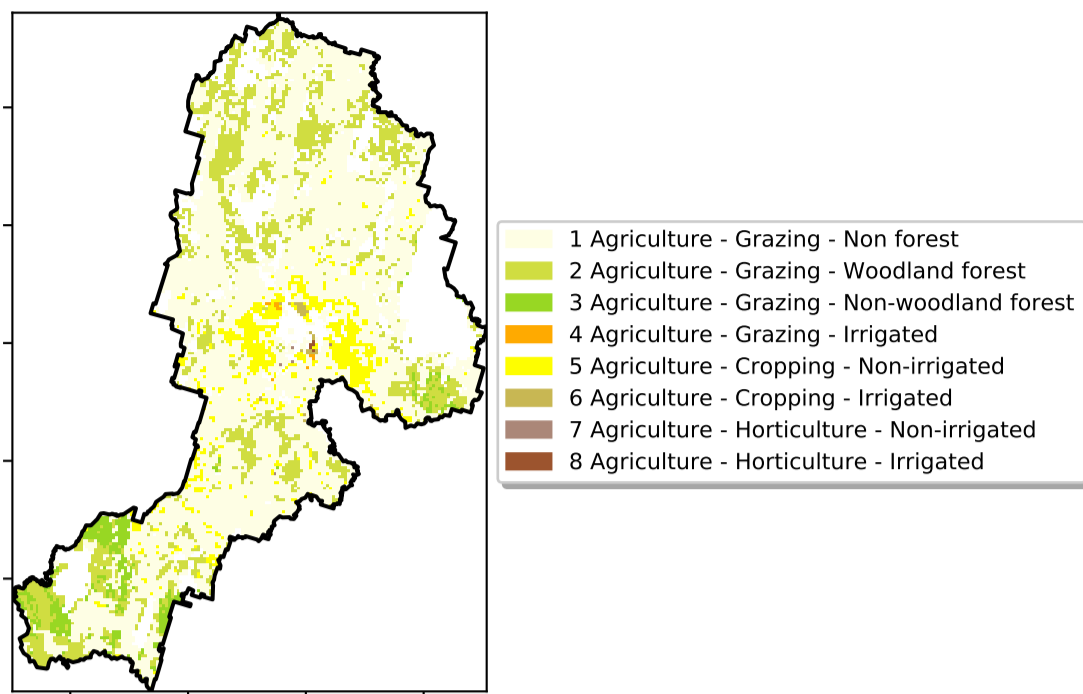 1 Agriculture - Grazing - Non forest
2 Agriculture - Grazing - Woodland forest
3 Agriculture - Grazing - Non-woodland forest
4 Agriculture - Grazing - Irrigated
5 Agriculture - Cropping - Non-irrigated
6 Agriculture - Cropping - Irrigated
7 Agriculture - Horticulture - Non-irrigated
8 Agriculture - Horticulture - Irrigated